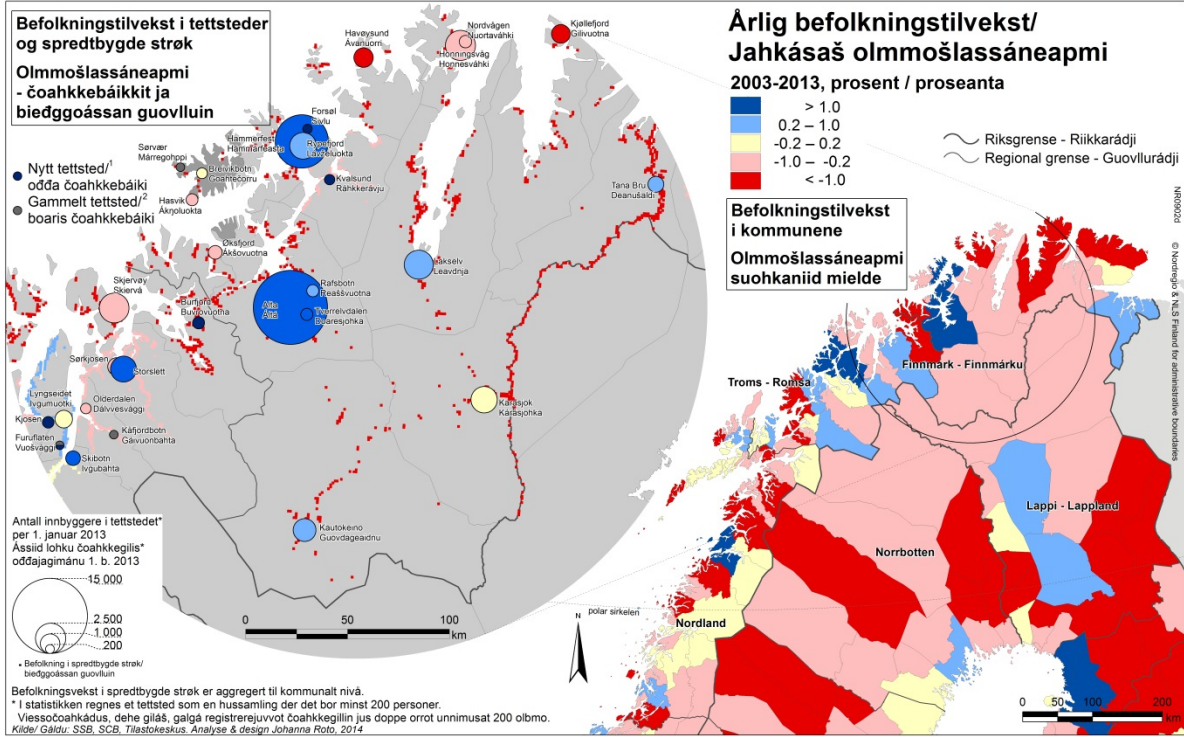 Befolkningstilvekst i tettsteder
og spredtbygde strøk
Olmmošlassáneapmi
- čoahkkebáikkit ja
bieđggoássan guovlluin
Nytt tettsted/¹
ođđa čoahkkebáiki
Gammelt tettsted/²
boaris čoahkkebáiki
Havøysund
Ávanuorri
Nordvågen
Nuortaváhki
Honningsvåg
Honnesváhki
Kjøllefjord
Gilivuotna
Forsøl
Sivlu
Hammerfest
Hámmárfeasta
Rypefjord
Lávželuokta
Sørvær
Márregohppi
Breivikbotn
Goahtecorru
Kvalsund
Ráhkkerávju
Hasvik
Áknoluokta
Tana Bru
Deanušaldi
Øksfjord
Ákšovuotna
Lakselv
Leavdnja
Skjervøy
Skiervá
Rafsbotn
Reaššvuotna
Alta
Áltá
Tverrelvdalen
Duaresjohka
Burfjord
Buvrovuotna
Sørkjosen
Storslett
Lyngseidet
Ivgumuotki
Olderdalen
Dálvvesvággi
Karasjok
Kárášjohka
Kjosen
Furuflaten
Vuošvággi
Kåfjordbotn
Gáivuonbahta
Skibotn
Ivgubahta
Kautokeino
Guovdageaidnu
Antall innbyggere i tettstedet*
per 1. januar 2013
Ássiid lohku čoahkkegilis*
ođđajagimánu 1. b. 2013
15 000
2 500
1 000
200
Befolkning i spredtbygde strøk/
bieđggoássan guovlluin
0 50 100
km
Befolkningsvekst i spredtbygde strøk er aggregert til kommunalt nivå.
* I statistikken regnes et tettsted som en hussamling der det bor minst 200 personer.
Viessočoahkádus, dehe giláš, galgá registrerejuvvot čoahkkegillin jus doppe orrot unnimusat 200 olbmo.
Kilde/ Gáldu: SSB, SCB, Tilastokeskus. Analyse & design Johanna Roto, 2014
Årlig befolkningstilvekst/
Jahkásaš olmmošlassáneapmi
2003-2013, prosent / proseanta
> 1.0
0.2 – 1.0
-0.2 – 0.2
-1.0 – -0.2
< -1.0
Riksgrense - Riikkarádji
Regional grense - Guovllurádji
Befolkningstilvekst
i kommunene
Olmmošlassáneapmi
suohkaniid mielde
NR0902d
© Nordregio & NLS Finland for administrative boundaries
Finnmark - Finnmárku
Troms - Romsa
Lappi - Lappland
Norrbotten
Nordland
polar sirkelen
N
0 50 100 200
km